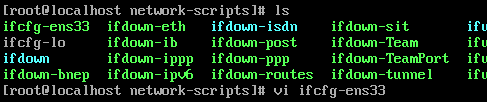 [root@localhost network-scripts]# ls
ifcfg-ens33 ifdown-eth ifdown-isdn ifdown-sit ifu
ifcfg-lo ifdown-ib ifdown-post ifdown-Team ifu
ifdown ifdown-ippp ifdown-ppp ifdown-TeamPort ifu
ifdown-bnep ifdown-ipv6 ifdown-routes ifdown-tunnel ifu
[root@localhost network-scripts]# vi ifcfg-ens33